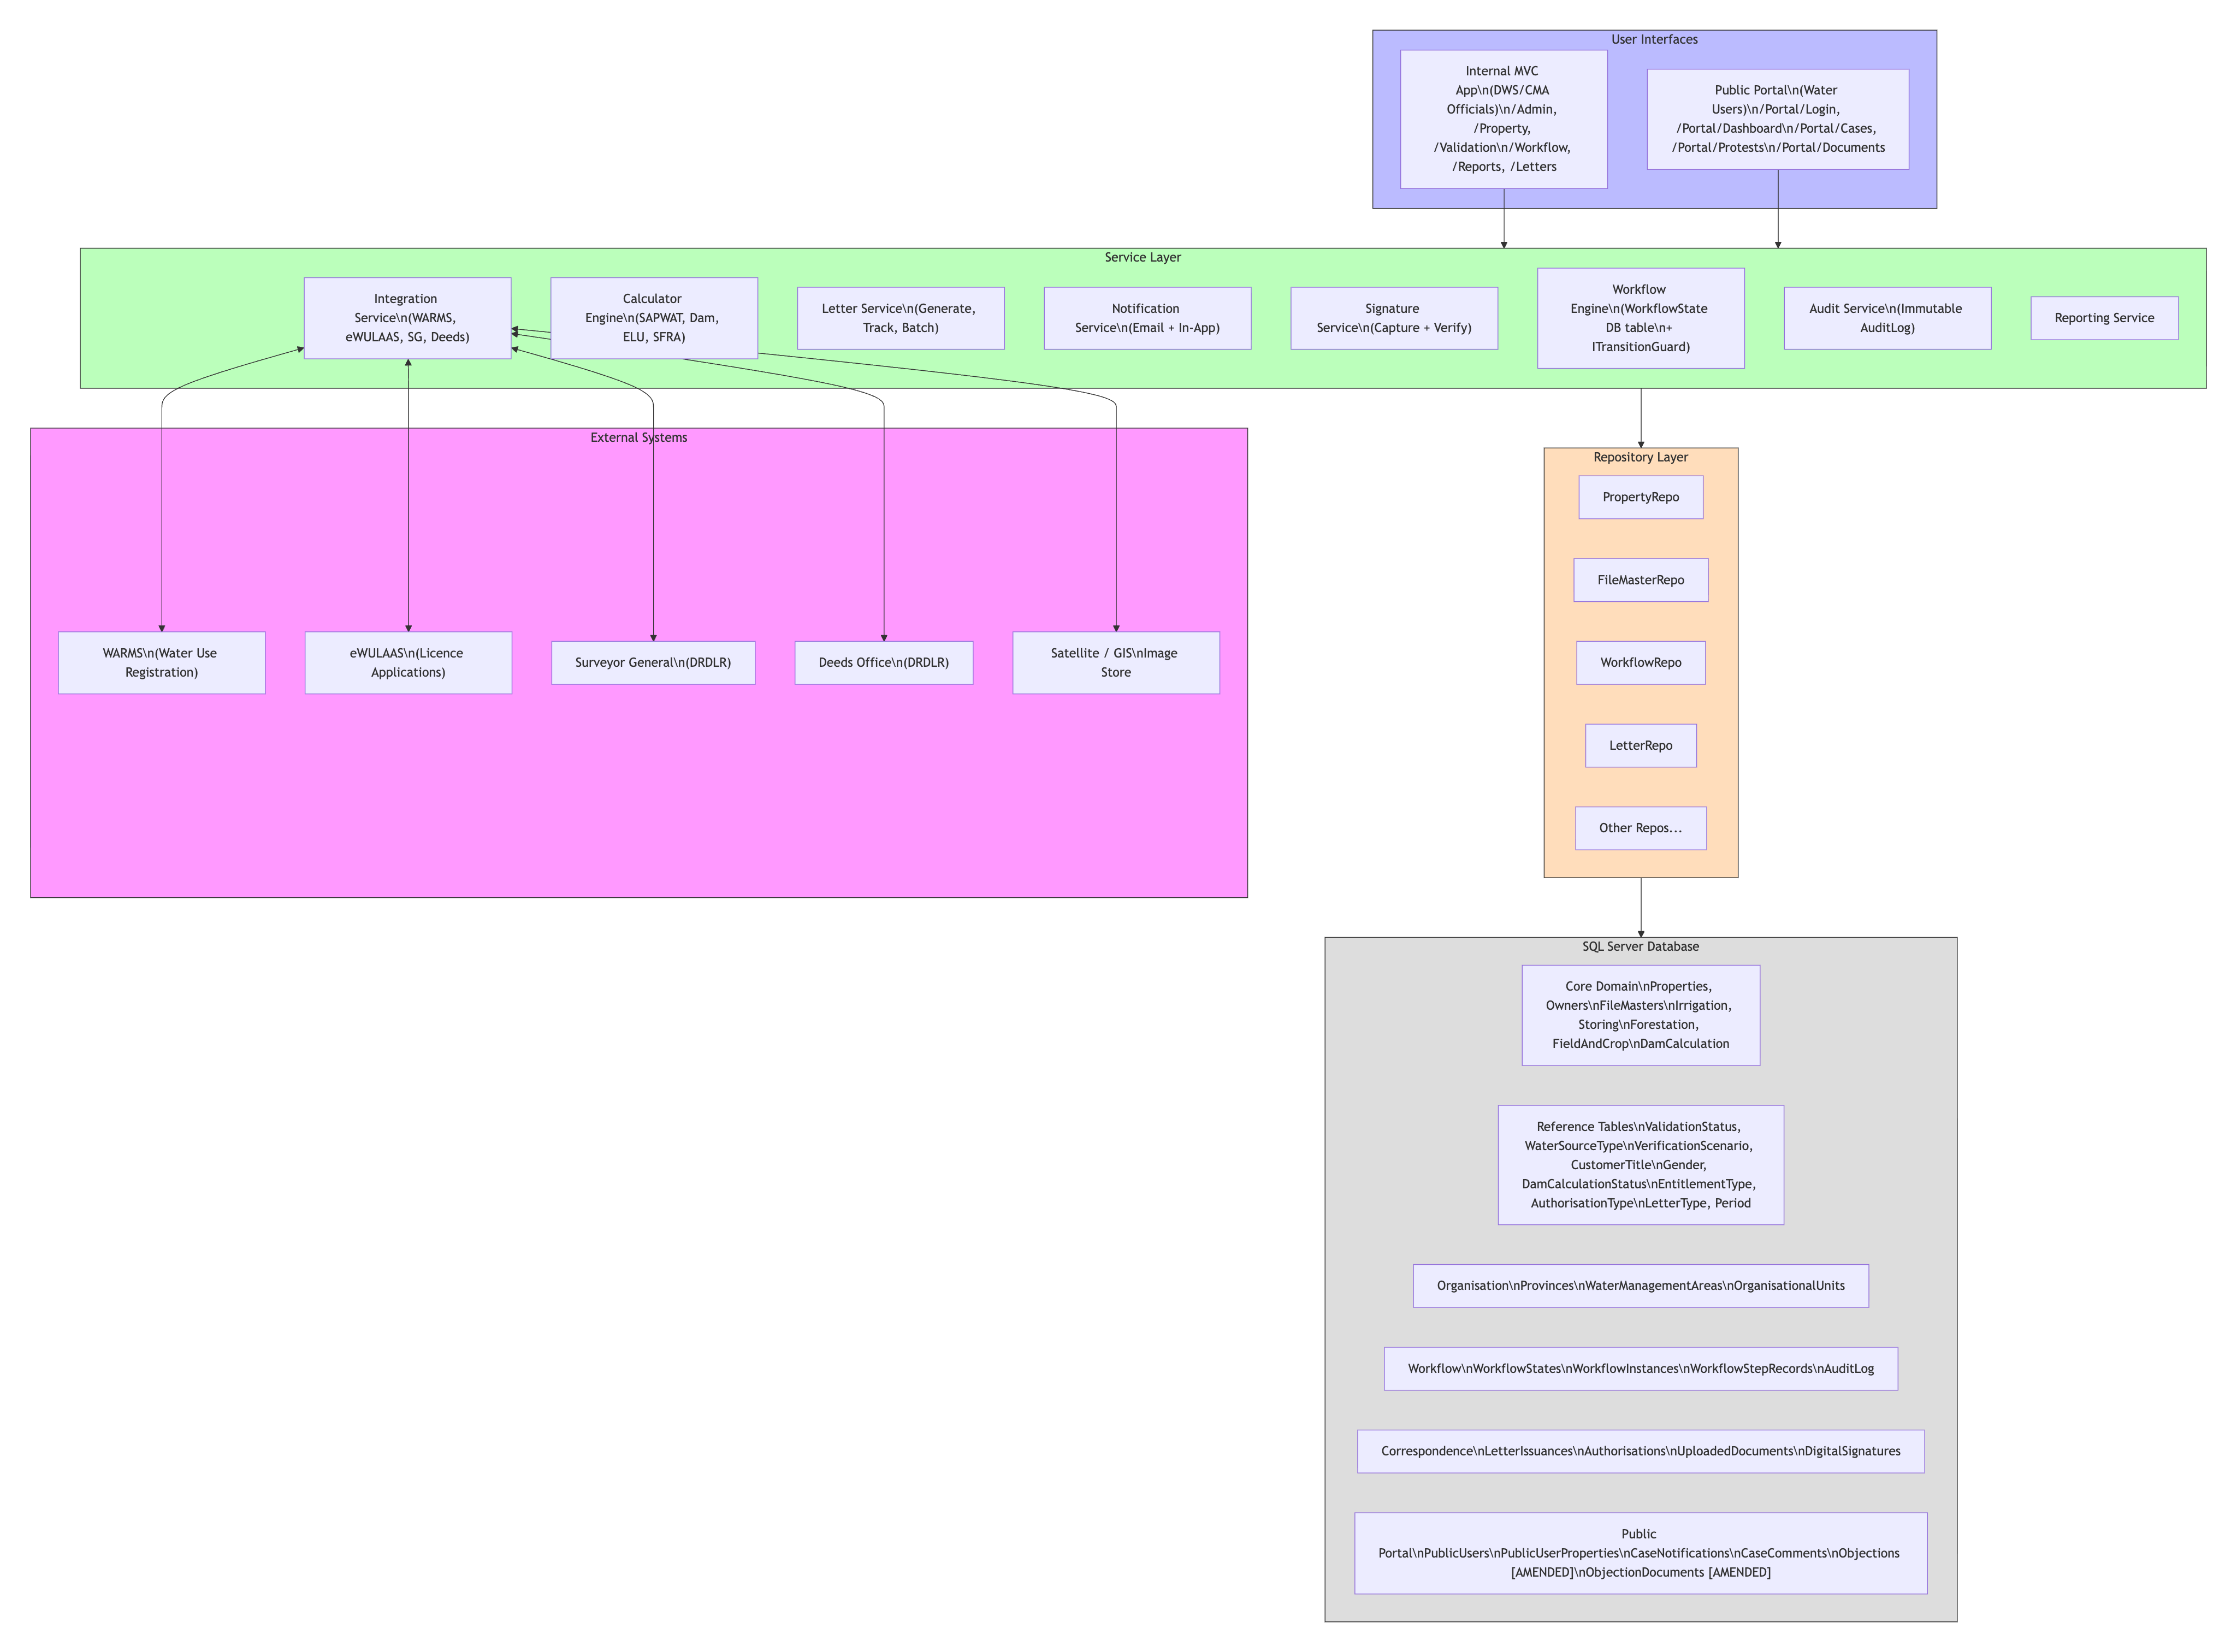 User Interfaces
Internal MVC
App\n(DWS/CMA
Officials)\n/Admin,
/Property,
/Validation\n/Workflow,
/Reports, /Letters
Public Portal\n(Water
Users)\n/Portal/Login,
/Portal/Dashboard\n/Portal/Cases,
/Portal/Protests\n/Portal/Documents
Service Layer
Integration
Service\n(WARMS,
eWULAAS, SG, Deeds)
Calculator
Engine\n(SAPWAT, Dam,
ELU, SFRA)
Letter Service\n(Generate,
Track, Batch)
Notification
Service\n(Email + In-App)
Signature
Service\n(Capture + Verify)
Workflow
Engine\n(WorkflowState
DB table\n+
ITransitionGuard)
Audit Service\n(Immutable
AuditLog)
Reporting Service
External Systems
WARMS\n(Water Use
Registration)
eWULAAS\n(Licence
Applications)
Surveyor General\n(DRDLR)
Deeds Office\n(DRDLR)
Satellite / GIS\nImage
Store
Repository Layer
PropertyRepo
FileMasterRepo
WorkflowRepo
LetterRepo
Other Repos...
SQL Server Database
Core Domain\nProperties,
Owners\nFileMasters\nIrrigation,
Storing\nForestation,
FieldAndCrop\nDamCalculation
Reference Tables\nValidationStatus,
WaterSourceType\nVerificationScenario,
CustomerTitle\nGender,
DamCalculationStatus\nEntitlementType,
AuthorisationType\nLetterType, Period
Organisation\nProvinces\nWaterManagementAreas\nOrganisationalUnits
Workflow\nWorkflowStates\nWorkflowInstances\nWorkflowStepRecords\nAuditLog
Correspondence\nLetterIssuances\nAuthorisations\nUploadedDocuments\nDigitalSignatures
Public
Portal\nPublicUsers\nPublicUserProperties\nCaseNotifications\nCaseComments\nObjections
[AMENDED]\nObjectionDocuments [AMENDED]